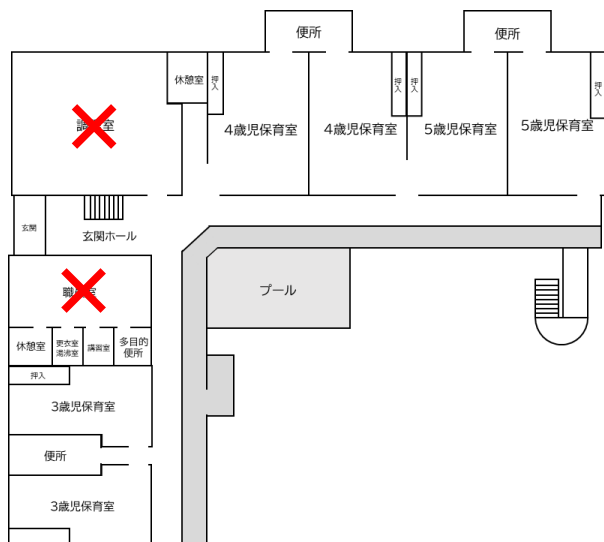 便所
便所
休憩室
押入
押入
押入
押入
4歳児保育室
4歳児保育室
5歳児保育室
5歳児保育室
室
玄関
玄関ホール
プール
職
室
休憩室
更衣室
湯沸室
講習室
多目的
便所
押入
3歳児保育室
便所
3歳児保育室